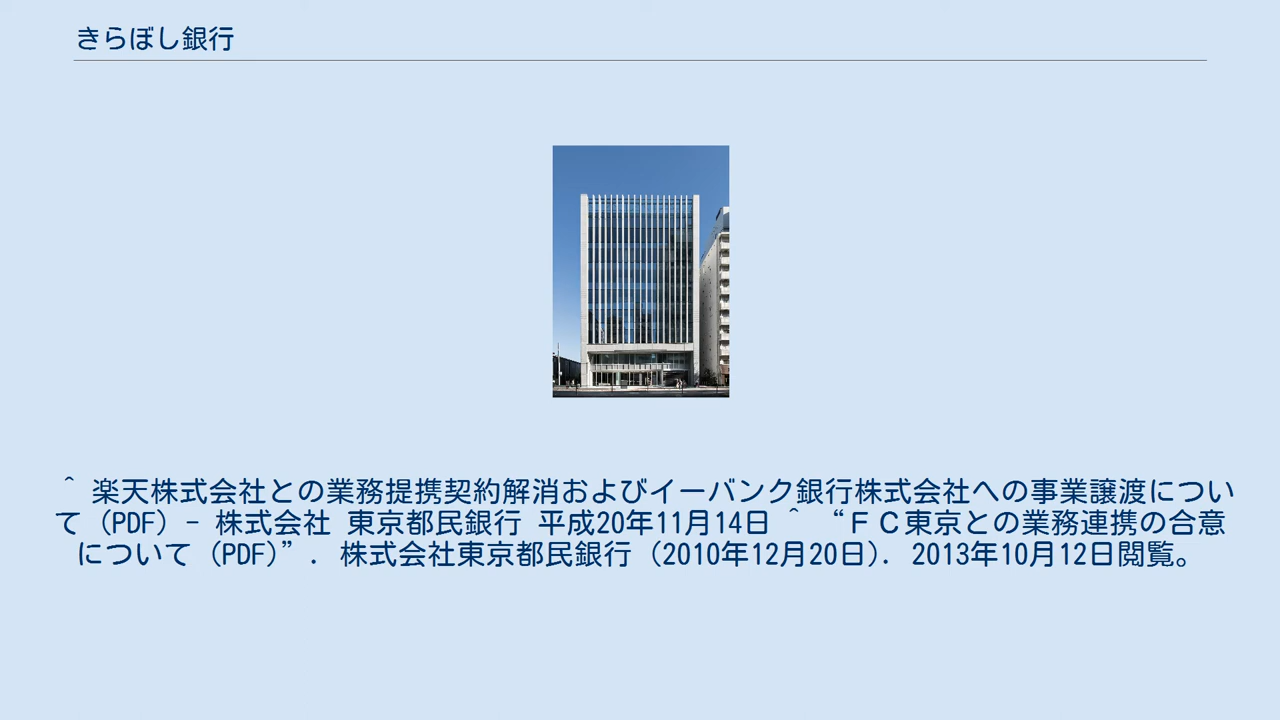 きらぼし銀行
^ 楽天株式会社との業務提携契約解消およびイーバンク銀行株式会社への事業譲渡につい
て (PDF) - 株式会社 東京都民銀行 平成20年11月14日 ^ “ＦＣ東京との業務連携の合意
について (PDF)”. 株式会社東京都民銀行 (2010年12月20日). 2013年10月12日閲覧。